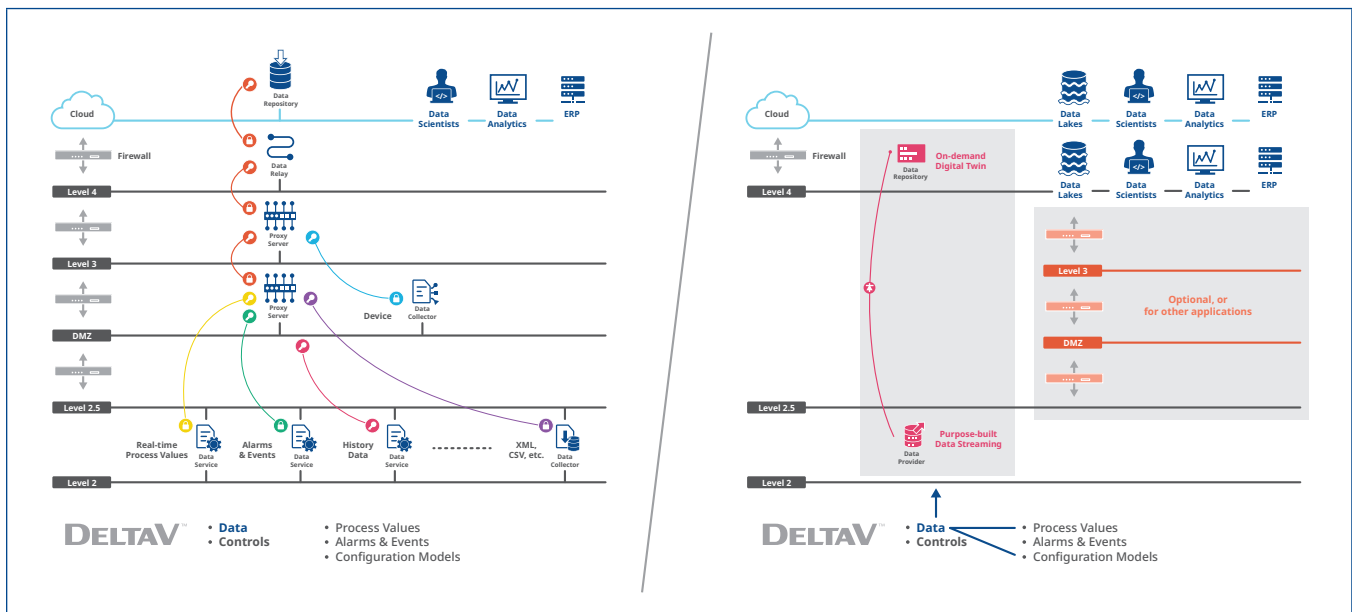 Data
Repository
Cloud
Data
Scientists
Data
Analytics
ERP
Firewall
Data
Relay
Level 4
Proxy
Server
Level 3
Proxy
Server
Device
Data
Collector
DMZ
Level 2.5
Real-time
Process Values
Data
Service
Alarms
& Events
Data
Service
History
Data
Data
Service
XML,
CSV, etc.
Data
Collector
Level 2
DELTAV™
• Data
• Controls
• Process Values
• Alarms & Events
• Configuration Models
Cloud
Data
Lakes
Data
Scientists
Data
Analytics
ERP
Firewall
Data
Repository
On-demand
Digital Twin
Data
Lakes
Data
Scientists
Data
Analytics
ERP
Level 4
Level 3
Optional, or
for other applications
DMZ
Level 2.5
Data
Provider
Purpose-built
Data Streaming
Level 2
DELTAV™
• Data
• Controls
• Process Values
• Alarms & Events
• Configuration Models